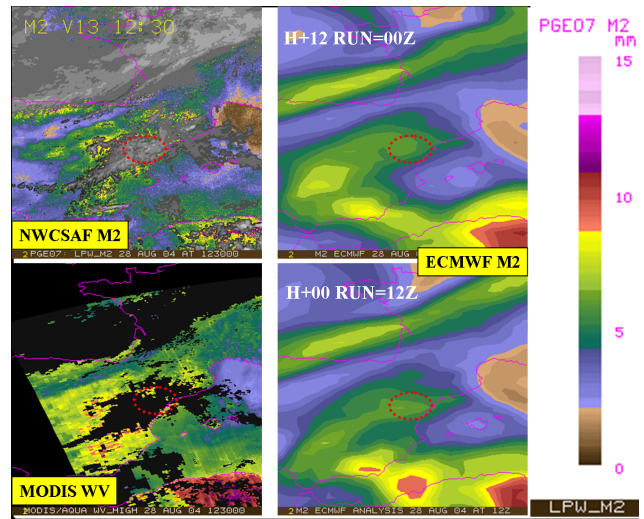 M2 V13 12:30
NWCSAF M2
2 PGE07: LPW_M2 28 AUG 04 AT 123000
H+12 RUN=00Z
2 M2 ECMWF 28 AUG
ECMWF M2
MODIS WV
MODIS/AQUA WV_HIGH 28 AUG 04 123000
H+00 RUN=12Z
2 M2 ECMWF ANALYSIS 28 AUG 04 AT 12Z
PGE07 M2
mm
15
10
5
0
LPW_M2